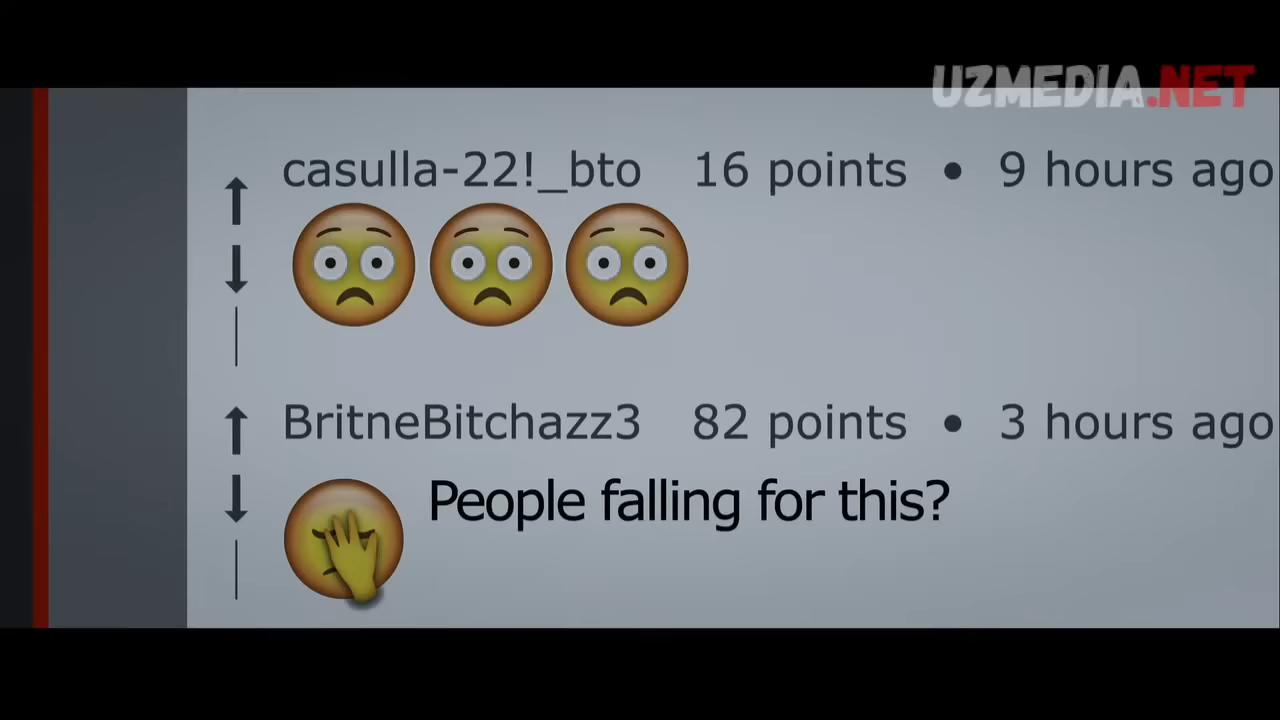 UZMEDIA.NET
casulla-22!_bto 16 points • 9 hours ago
BritneBitchazz3 82 points • 3 hours ago
People falling for this?